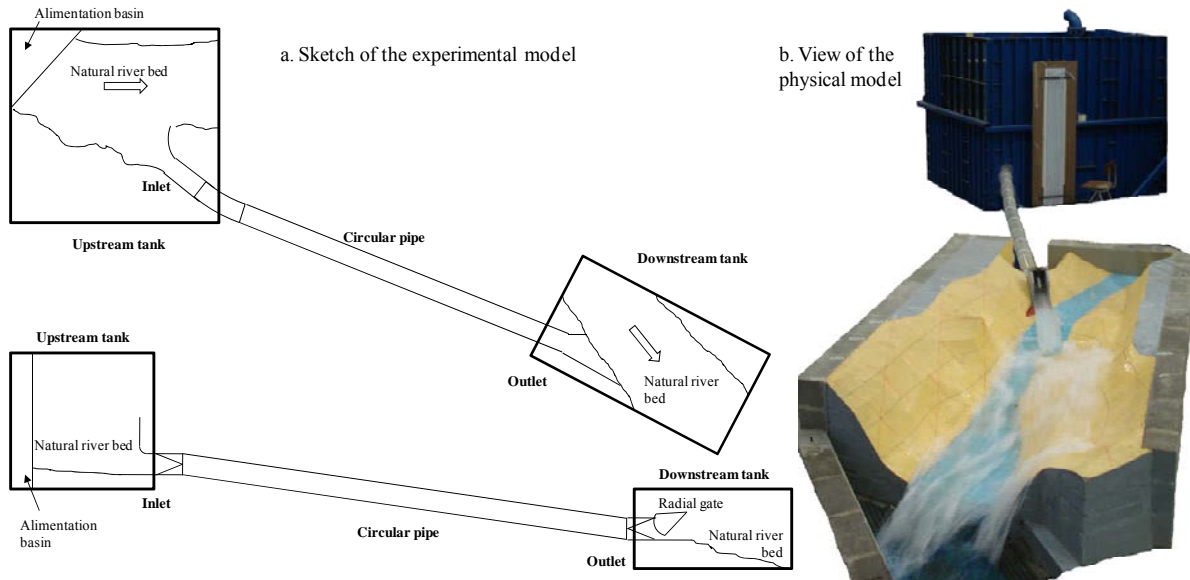 Alimentation basin
a. Sketch of the experimental model
b. View of the
physical model
Natural river bed
Inlet
Upstream tank
Circular pipe
Downstream tank
Natural river
bed
Outlet
Upstream tank
Natural river bed
Inlet
Alimentation
basin
Circular pipe
Downstream tank
Radial gate
Natural river
bed
Outlet